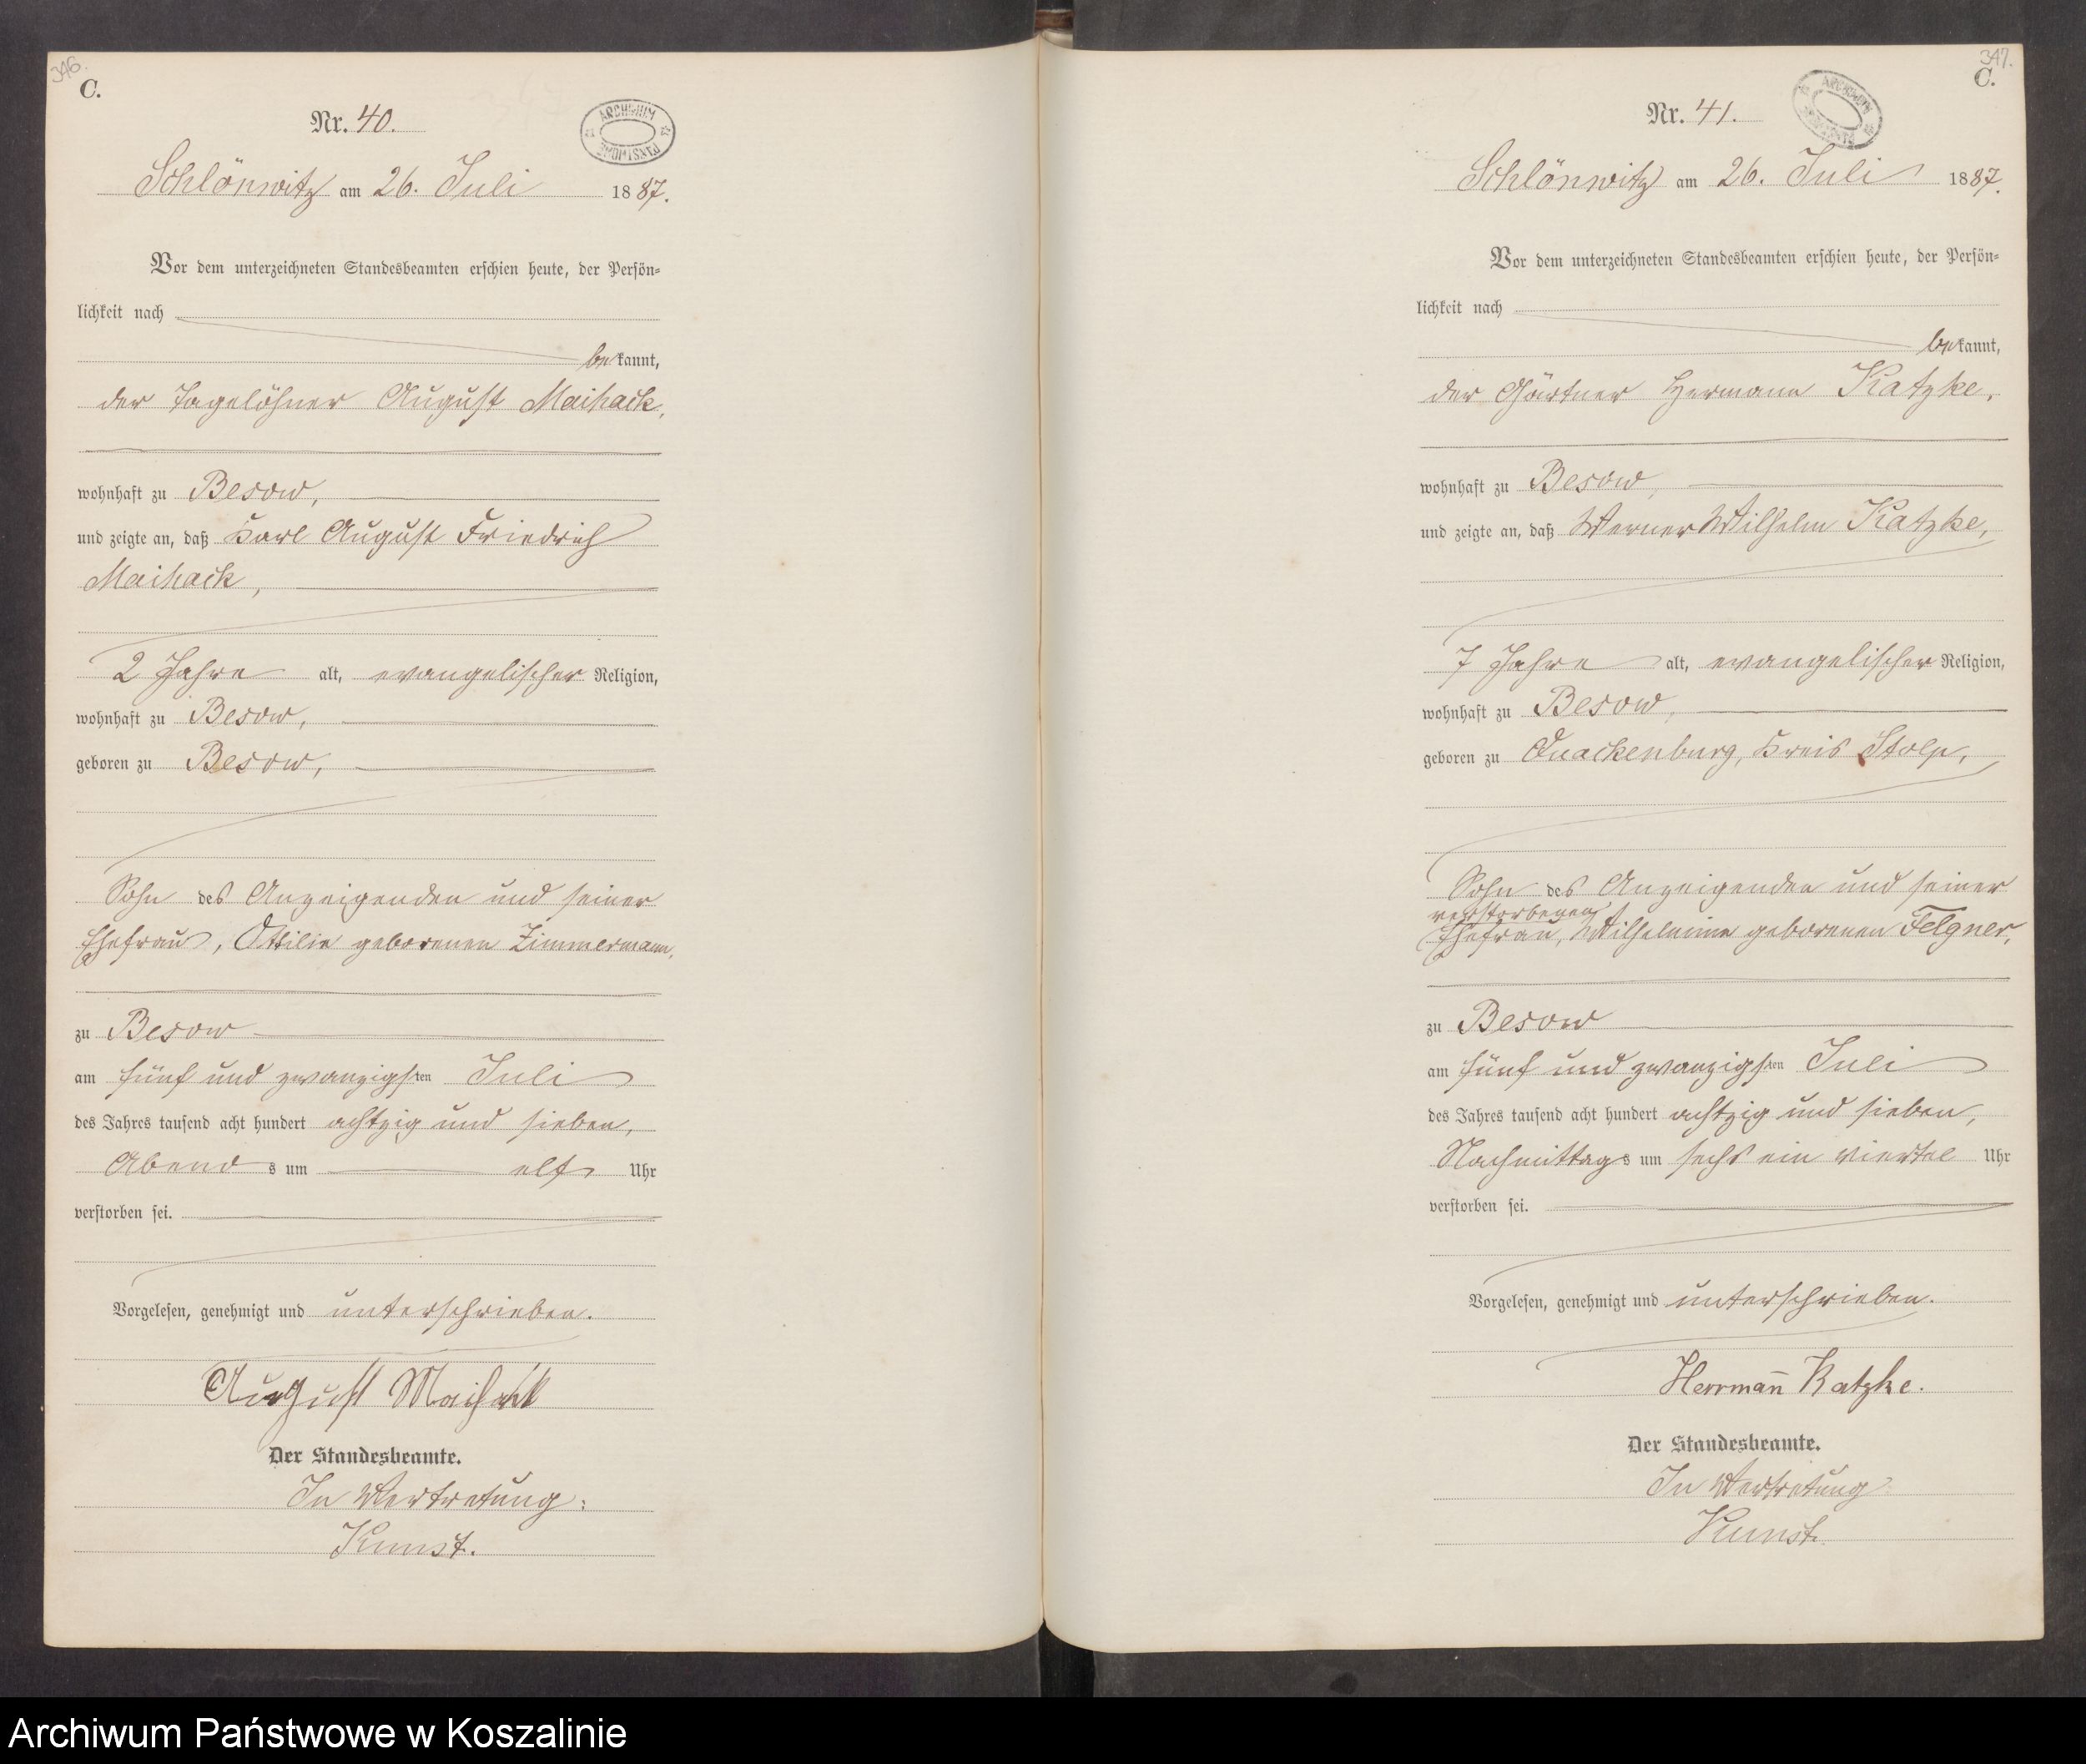 346.
C.
Nr. 40.
ARCHIWUM PAŃSTWOWE
Schlönwitz am 26. Juli 1887.
Vor dem unterzeichneten Standesbeamten erschien heute, der Persön-
lichkeit nach
bekannt,
der Tagelöhner August Maihack,
wohnhaft zu Besow,
und zeigte an, daß Karl August Friedrich
Maihack,
2 Jahre alt, evangelischer Religion,
wohnhaft zu Besow,
geboren zu Besow,
Sohn des Anzeigenden und seiner
Ehefrau, Ottilie geborenen Zimmermann,
zu Besow
am fünf und zwanzigsten Juli
des Jahres tausend acht hundert achtzig und sieben,
Abends um elf Uhr
verstorben sei.
Vorgelesen, genehmigt und unterschrieben.
August Maihack
Der Standesbeamte.
In Vertretung:
Kunst.
347.
C.
Nr. 41.
ARCHIWUM PAŃSTWOWE
Schlönwitz am 26. Juli 1887.
Vor dem unterzeichneten Standesbeamten erschien heute, der Persön-
lichkeit nach
bekannt,
der Gärtner Hermann Katzke,
wohnhaft zu Besow,
und zeigte an, daß Werner Wilhelm Katzke,
7 Jahre alt, evangelischer Religion,
wohnhaft zu Besow,
geboren zu Quackenburg, Kreis Stolp,
Sohn des Anzeigenden und seiner
verstorbenen
Ehefrau, Wilhelmine geborenen Felgner,
zu Besow
am fünf und zwanzigsten Juli
des Jahres tausend acht hundert achtzig und sieben,
Nachmittags um sechs ein viertel Uhr
verstorben sei.
Vorgelesen, genehmigt und unterschrieben.
Herrmañ Katzke.
Der Standesbeamte.
In Vertretung
Kunst.
Archiwum Państwowe w Koszalinie